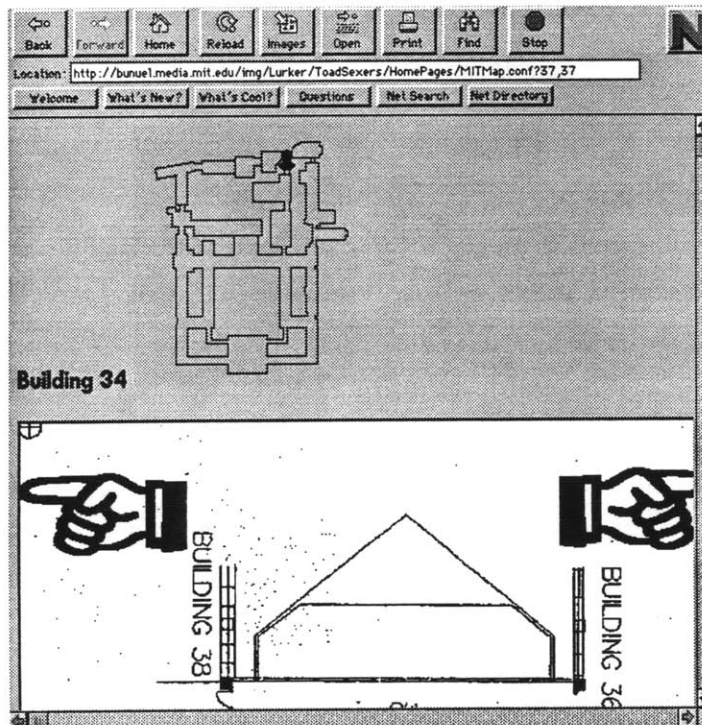 Back Forward Home Reload Images Open Print Find Stop
N
Location: http://bunuel.media.mit.edu/img/Lurker/ToadSexers/HomePages/MITMap.conf?37,37
Welcome What's New? What's Cool? Questions Net Search Net Directory
Building 34
BUILDING 38
BUILDING 36